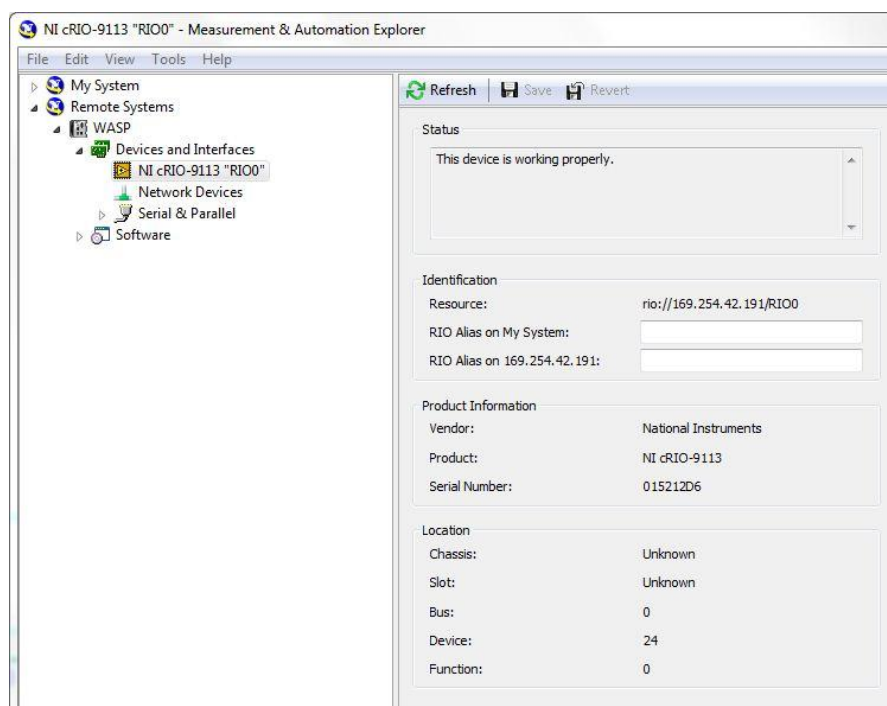 NI cRIO-9113 "RIO0" - Measurement & Automation Explorer
File Edit View Tools Help
My System
Remote Systems
WASP
Devices and Interfaces
NI cRIO-9113 "RIO0"
Network Devices
Serial & Parallel
Software
Refresh Save Revert
Status
This device is working properly.
Identification
Resource: rio://169.254.42.191/RIO0
RIO Alias on My System:
RIO Alias on 169.254.42.191:
Product Information
Vendor: National Instruments
Product: NI cRIO-9113
Serial Number: 015212D6
Location
Chassis: Unknown
Slot: Unknown
Bus: 0
Device: 24
Function: 0